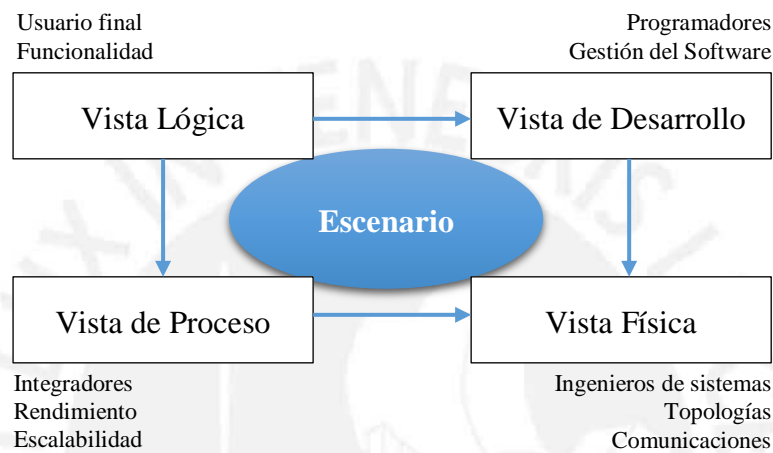 Usuario final
Funcionalidad
Programadores
Gestión del Software
Vista Lógica
Vista de Desarrollo
Escenario
Vista de Proceso
Vista Física
Integradores
Rendimiento
Escalabilidad
Ingenieros de sistemas
Topologías
Comunicaciones